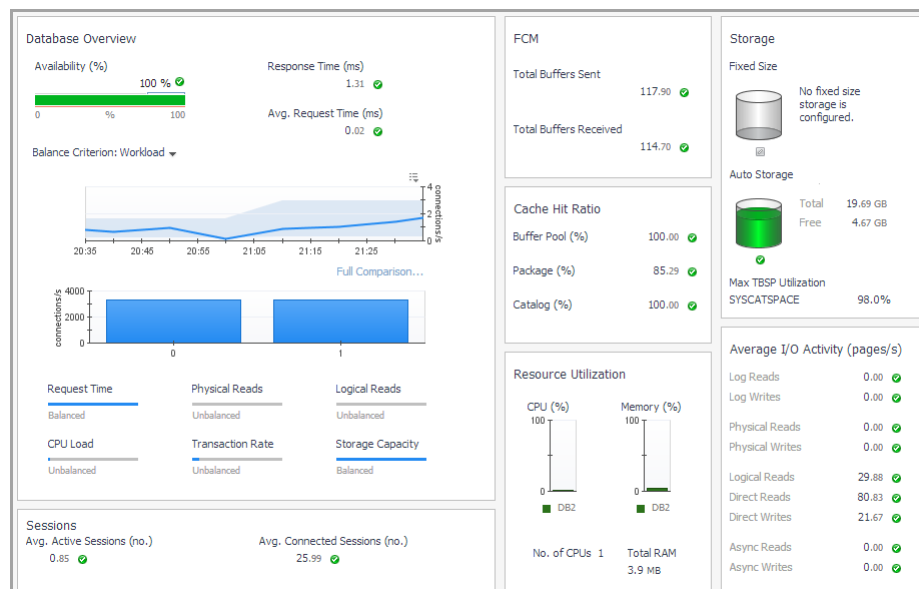 Database Overview
Availability (%)
100 %
0 % 100
Response Time (ms)
1.31
Avg. Request Time (ms)
0.02
Balance Criterion: Workload
4
2
0
connections/s
20:35 20:45 20:55 21:05 21:15 21:25
Full Comparison...
connections/s
4000
2000
0
0 1
Request Time
Balanced
Physical Reads
Unbalanced
Logical Reads
Unbalanced
CPU Load
Unbalanced
Transaction Rate
Unbalanced
Storage Capacity
Balanced
Sessions
Avg. Active Sessions (no.)
0.85
Avg. Connected Sessions (no.)
25.99
FCM
Total Buffers Sent
117.90
Total Buffers Received
114.70
Cache Hit Ratio
Buffer Pool (%) 100.00
Package (%) 85.29
Catalog (%) 100.00
Resource Utilization
CPU (%)
100
0
DB2
Memory (%)
100
0
DB2
No. of CPUs 1
Total RAM
3.9 MB
Storage
Fixed Size
No fixed size
storage is
configured.
Auto Storage
Total 19.69 GB
Free 4.67 GB
Max TBSP Utilization
SYSCATSPACE 98.0%
Average I/O Activity (pages/s)
Log Reads 0.00
Log Writes 0.00
Physical Reads 0.00
Physical Writes 0.00
Logical Reads 29.88
Direct Reads 80.83
Direct Writes 21.67
Async Reads 0.00
Async Writes 0.00